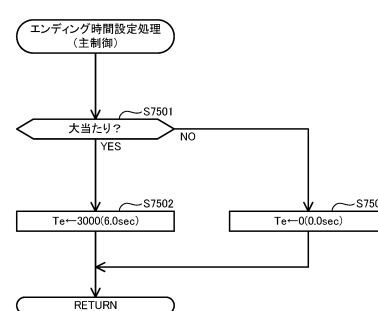 エンディング時間設定処理
(主制御)
S7501
大当たり?
YES
NO
S7502
Te←3000(6.0sec)
Te←0(0.0sec)
RETURN